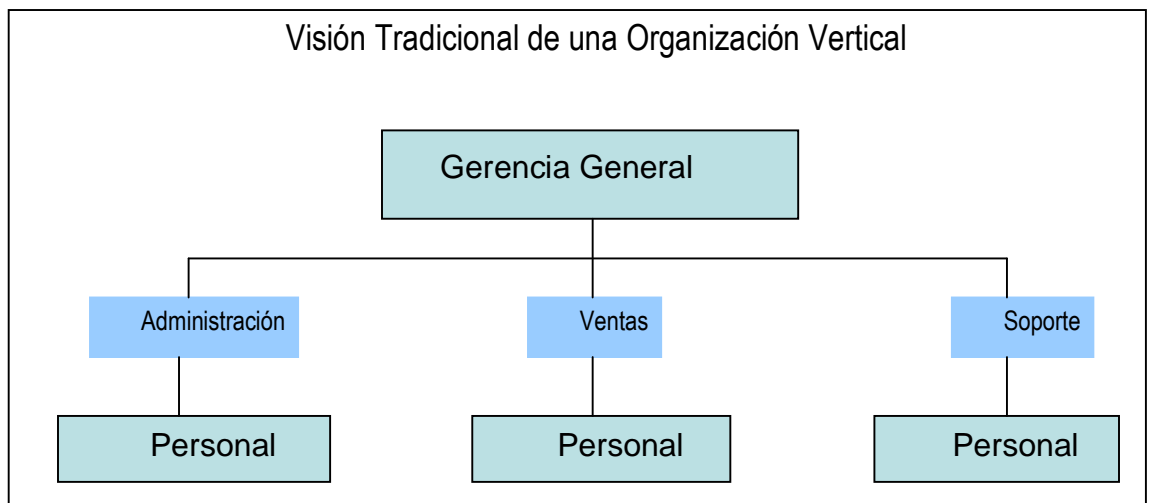 Visión Tradicional de una Organización Vertical
Gerencia General
Administración
Ventas
Soporte
Personal
Personal
Personal